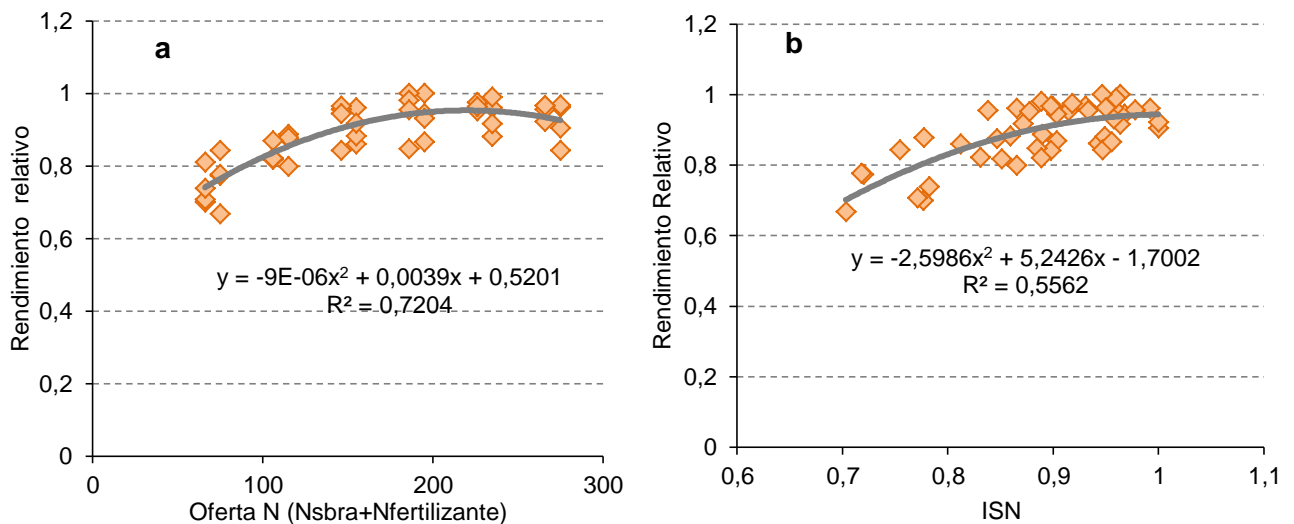 a
1,2
1
0,8
0,6
0,4
0,2
0
Rendimiento relativo
y = -9E-06x² + 0,0039x + 0,5201
R² = 0,7204
0 100 200 300
Oferta N (Nsbra+Nfertilizante)
b
1,2
1
0,8
0,6
0,4
0,2
0
Rendimiento Relativo
y = -2,5986x² + 5,2426x - 1,7002
R² = 0,5562
0,6 0,7 0,8 0,9 1 1,1
ISN